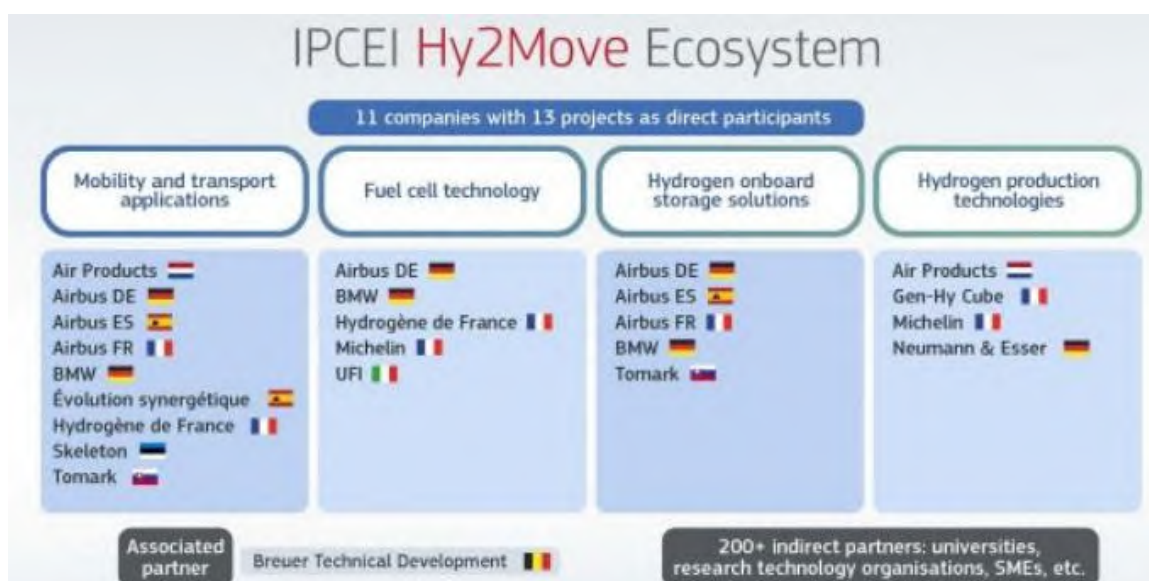 IPCEI Hy2Move Ecosystem
11 companies with 13 projects as direct participants
Mobility and transport
applications
Air Products
Airbus DE
Airbus ES
Airbus FR
BMW
Évolution synergétique
Hydrogène de France
Skeleton
Tomark
Fuel cell technology
Airbus DE
BMW
Hydrogène de France
Michelin
UFI
Hydrogen onboard
storage solutions
Airbus DE
Airbus ES
Airbus FR
BMW
Tomark
Hydrogen production
technologies
Air Products
Gen-Hy Cube
Michelin
Neumann & Esser
Associated
partner
Breuer Technical Development
200+ indirect partners: universities,
research technology organisations, SMEs, etc.